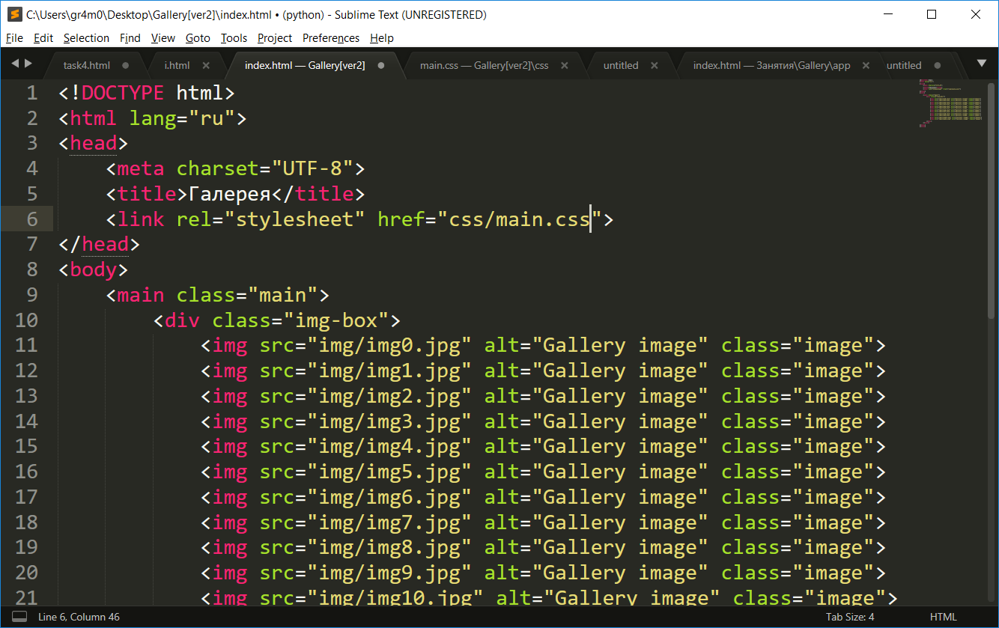 C:\Users\gr4m0\Desktop\Gallery[ver2]\index.html • (python) - Sublime Text (UNREGISTERED)
File Edit Selection Find View Goto Tools Project Preferences Help
task4.html i.html index.html — Gallery[ver2] main.css — Gallery[ver2]\css untitled index.html — Занятия\Gallery\app untitled
1 <!DOCTYPE html>
2 <html lang="ru">
3 <head>
4 <meta charset="UTF-8">
5 <title>Галерея</title>
6 <link rel="stylesheet" href="css/main.css">
7 </head>
8 <body>
9 <main class="main">
10 <div class="img-box">
11 <img src="img/img0.jpg" alt="Gallery image" class="image">
12 <img src="img/img1.jpg" alt="Gallery image" class="image">
13 <img src="img/img2.jpg" alt="Gallery image" class="image">
14 <img src="img/img3.jpg" alt="Gallery image" class="image">
15 <img src="img/img4.jpg" alt="Gallery image" class="image">
16 <img src="img/img5.jpg" alt="Gallery image" class="image">
17 <img src="img/img6.jpg" alt="Gallery image" class="image">
18 <img src="img/img7.jpg" alt="Gallery image" class="image">
19 <img src="img/img8.jpg" alt="Gallery image" class="image">
20 <img src="img/img9.jpg" alt="Gallery image" class="image">
21 <img src="img/img10.jpg" alt="Gallery image" class="image">
Line 6, Column 46 Tab Size: 4 HTML